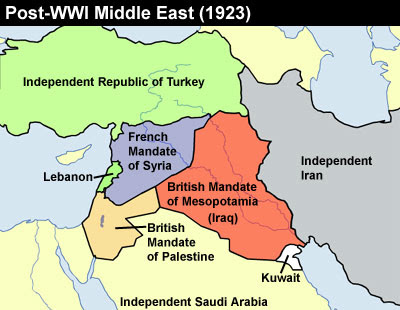 Post-WWI Middle East (1923)
Independent Republic of Turkey
French
Mandate
of Syria
Lebanon
British Mandate
of Mesopotamia
(Iraq)
Independent
Iran
British
Mandate
of Palestine
Kuwait
Independent Saudi Arabia